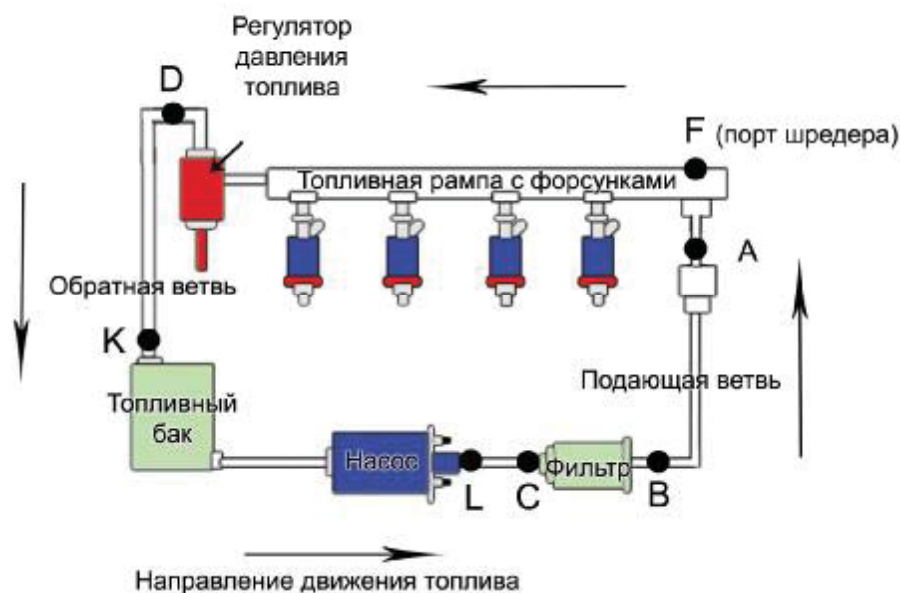 Регулятор
давления
топлива
D
F (порт шредера)
Топливная рампа с форсунками
A
Обратная ветвь
K
Подающая ветвь
Топливный
бак
Насос
Фильтр
L
C
B
Направление движения топлива